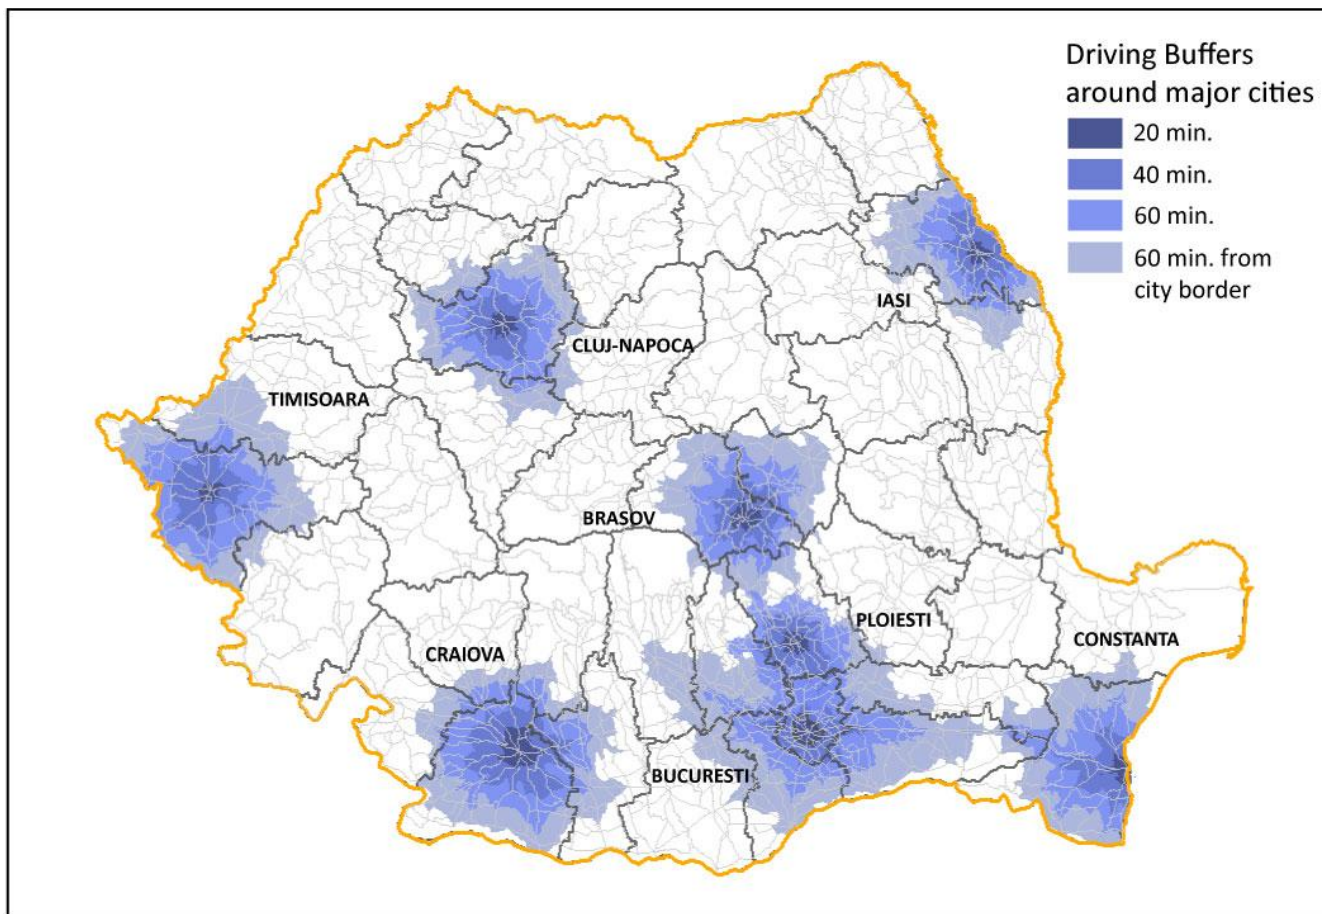 Driving Buffers
around major cities
20 min.
40 min.
60 min.
60 min. from
city border
IASI
CLUJ-NAPOCA
TIMISOARA
BRASOV
PLOIESTI
CONSTANTA
CRAIOVA
BUCURESTI